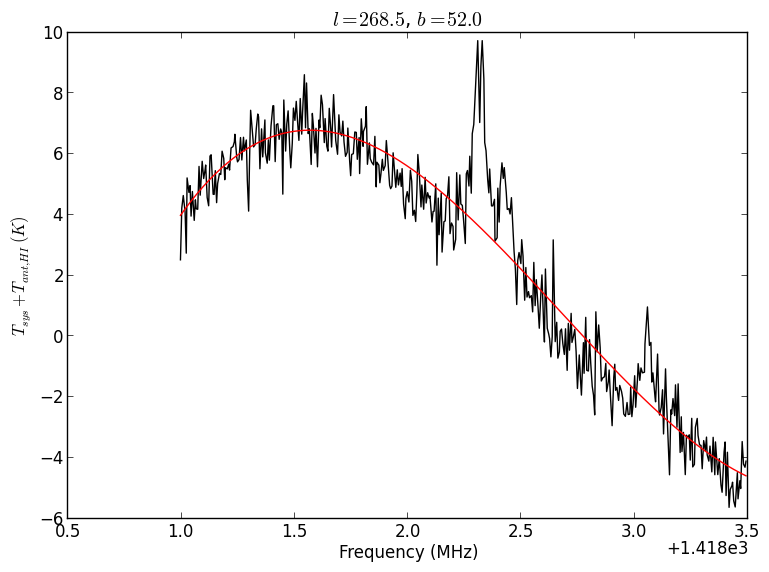 l = 268.5, b = 52.0
10
8
6
4
2
0
−2
−4
−6
T_sys + T_ant,HI (K)
0.5 1.0 1.5 2.0 2.5 3.0 3.5
Frequency (MHz)
+1.418e3